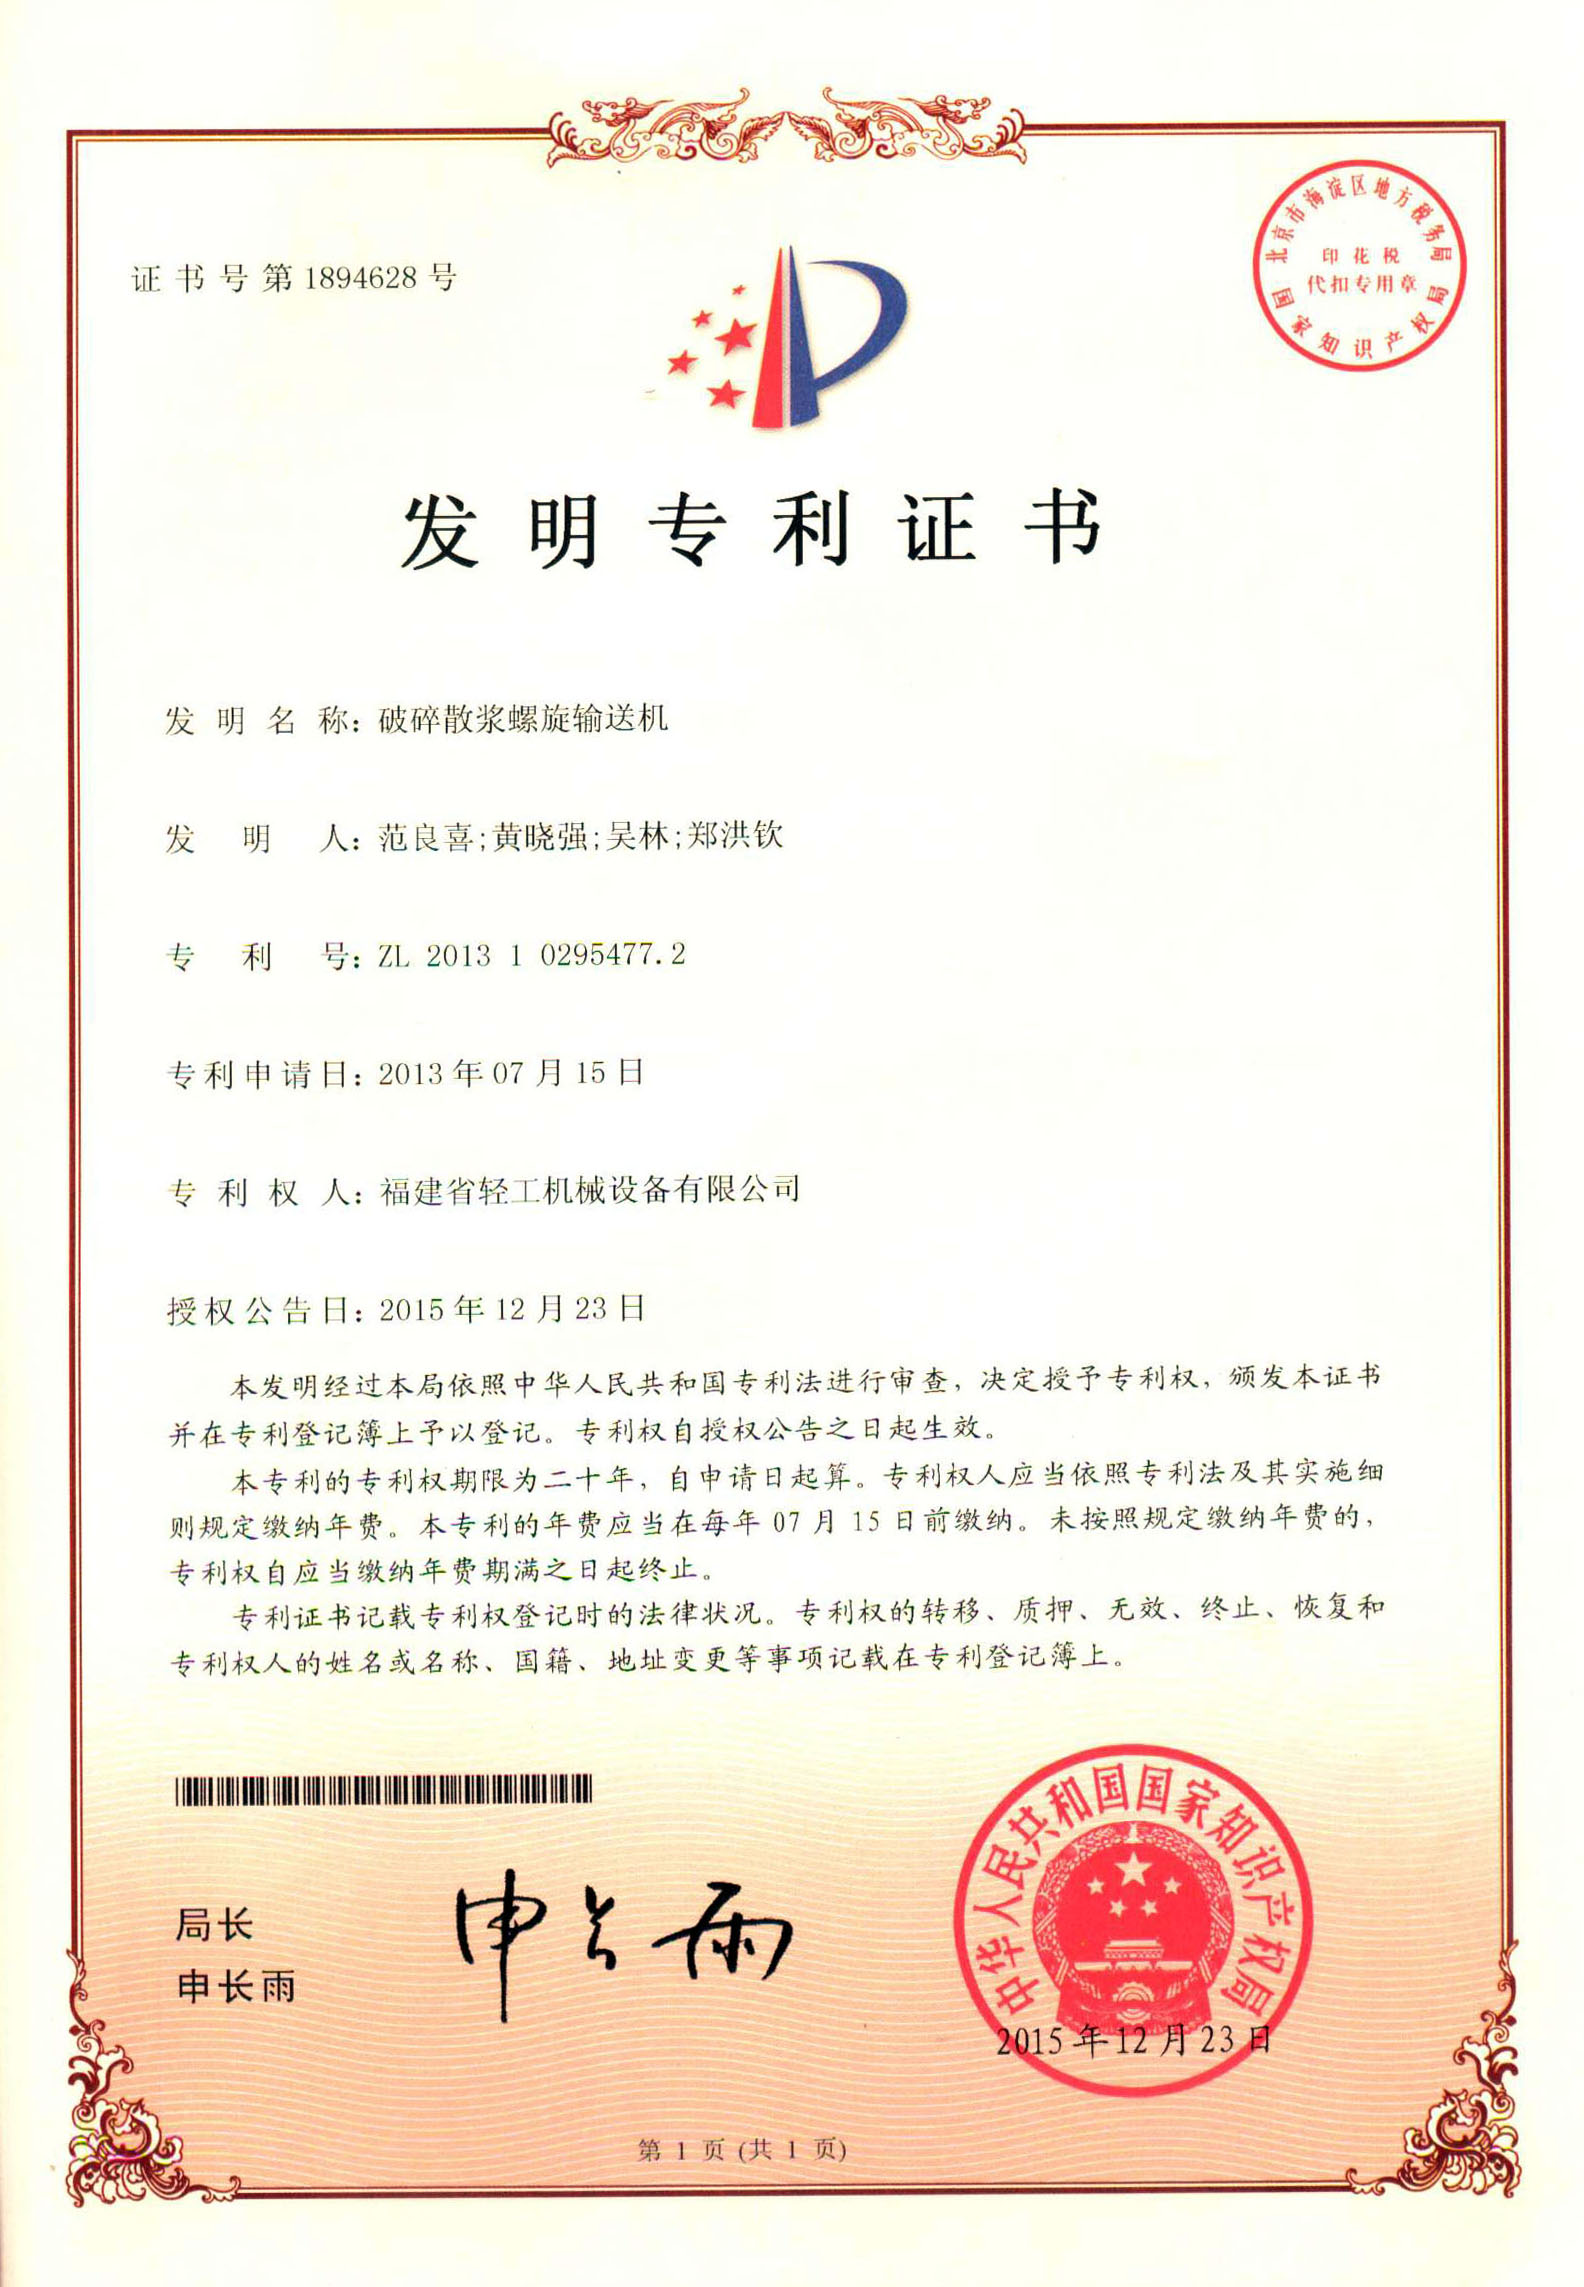 证书号第1894628号
北京市海淀区地方税务局
印花税
代扣专用章
国家知识产权局
发明专利证书
发明名称：破碎散浆螺旋输送机
发明人：范良喜;黄晓强;吴林;郑洪钦
专利号：ZL 2013 1 0295477.2
专利申请日：2013年07月15日
专利权人：福建省轻工机械设备有限公司
授权公告日：2015年12月23日
本发明经过本局依照中华人民共和国专利法进行审查，决定授予专利权，颁发本证书
并在专利登记簿上予以登记。专利权自授权公告之日起生效。
本专利的专利权期限为二十年，自申请日起算。专利权人应当依照专利法及其实施细
则规定缴纳年费。本专利的年费应当在每年 07 月 15 日前缴纳。未按照规定缴纳年费的，
专利权自应当缴纳年费期满之日起终止。
专利证书记载专利权登记时的法律状况。专利权的转移、质押、无效、终止、恢复和
专利权人的姓名或名称、国籍、地址变更等事项记载在专利登记簿上。
局长
申长雨
申长雨
中华人民共和国国家知识产权局
2015年12月23日
第 1 页 (共 1 页)